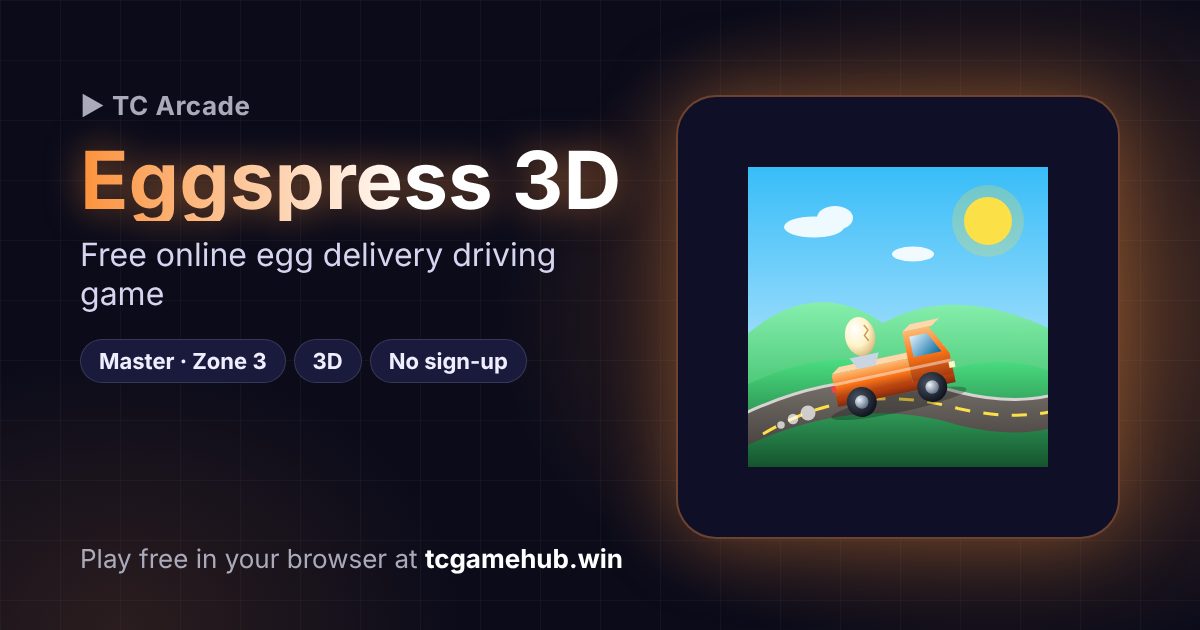 ▶ TC Arcade
Eggspress 3D
Free online egg delivery driving
game
Master · Zone 3
3D
No sign-up
Play free in your browser at tcgamehub.win